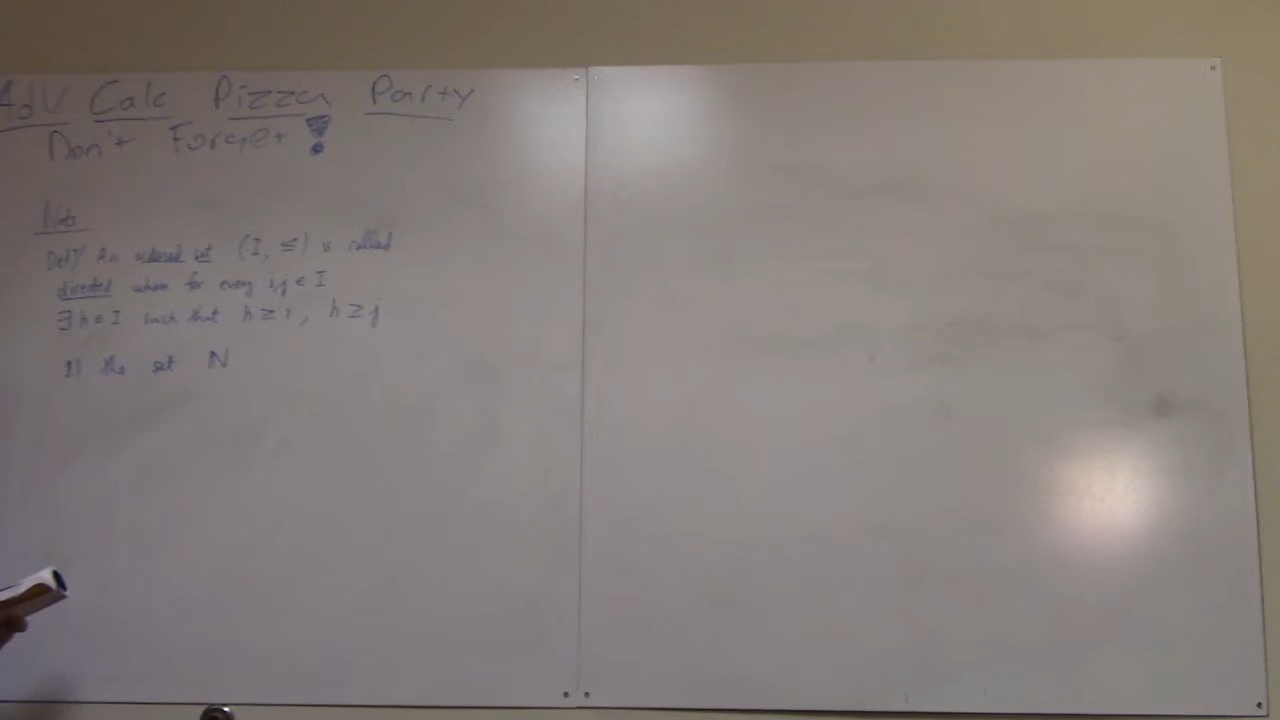 Adv Calc Pizza Party
Don't Forget!
Nets
Def'/ An ordered set (I, ≤) is called
directed when for every i,j ∈ I
∃ h ∈ I such that h ≥ i, h ≥ j
1) the set ℕ